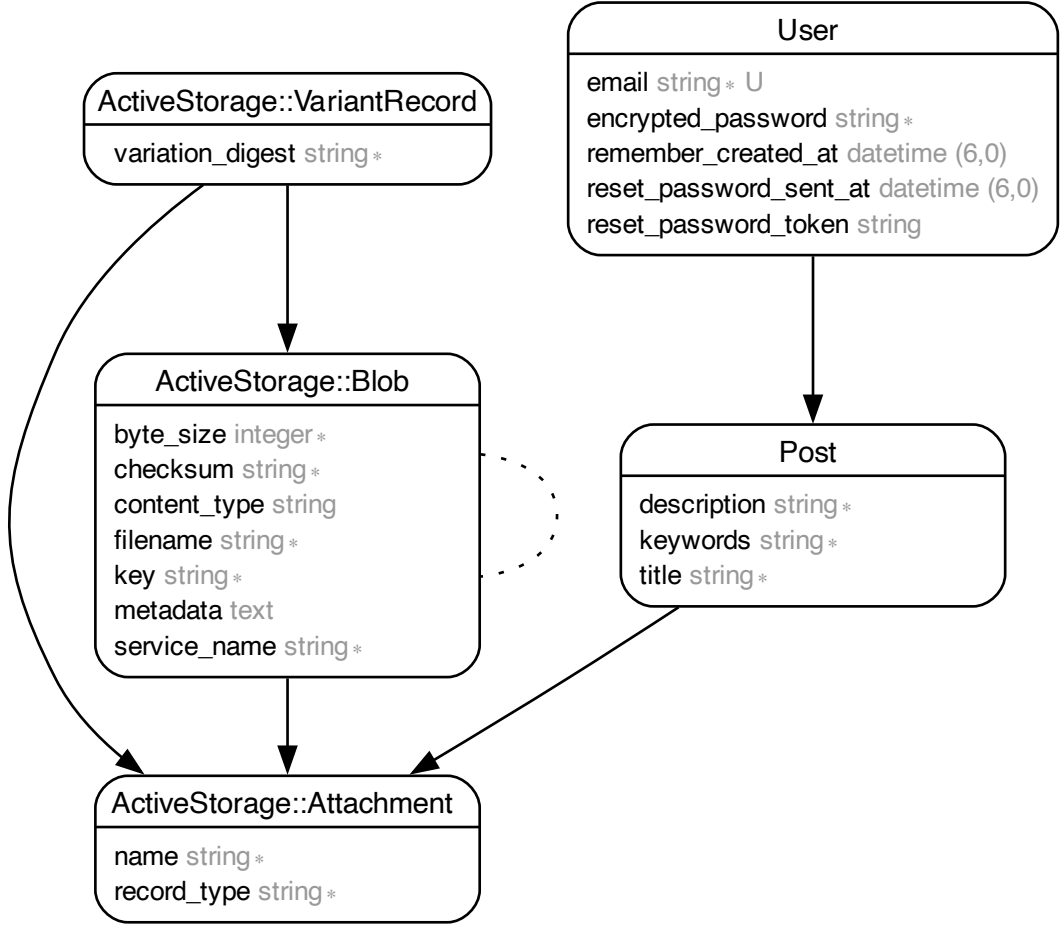 User
email string∗ U
encrypted_password string∗
remember_created_at datetime (6,0)
reset_password_sent_at datetime (6,0)
reset_password_token string
ActiveStorage::VariantRecord
variation_digest string∗
ActiveStorage::Blob
byte_size integer∗
checksum string∗
content_type string
filename string∗
key string∗
metadata text
service_name string∗
Post
description string∗
keywords string∗
title string∗
ActiveStorage::Attachment
name string∗
record_type string∗